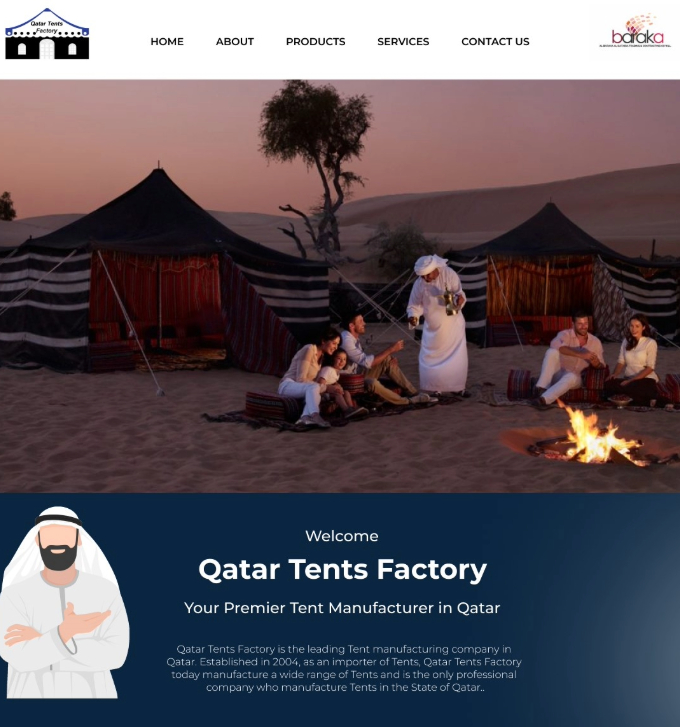 Qatar Tents
Factory
HOME ABOUT PRODUCTS SERVICES CONTACT US
baraka
Welcome
Qatar Tents Factory
Your Premier Tent Manufacturer in Qatar
Qatar Tents Factory is the leading Tent manufacturing company in
Qatar. Established in 2004, as an importer of Tents, Qatar Tents Factory
today manufacture a wide range of Tents and is the only professional
company who manufacture Tents in the State of Qatar..